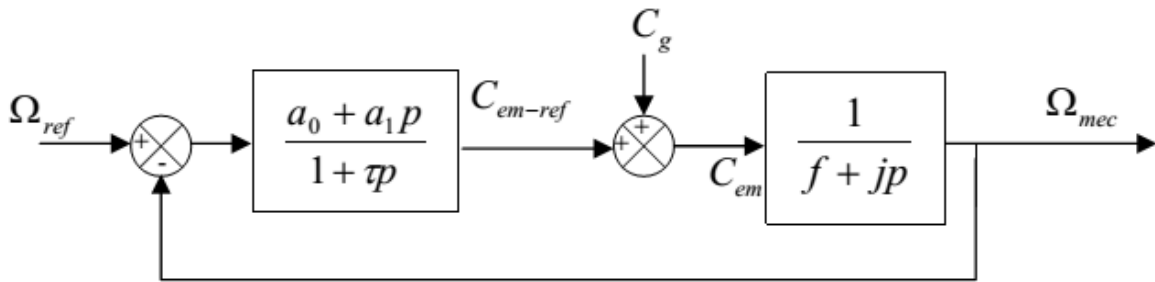 C_g
Ω_ref
+
-
a_0 + a_1 p
1 + τp
C_em-ref
+
+
C_em
1
f + jp
Ω_mec